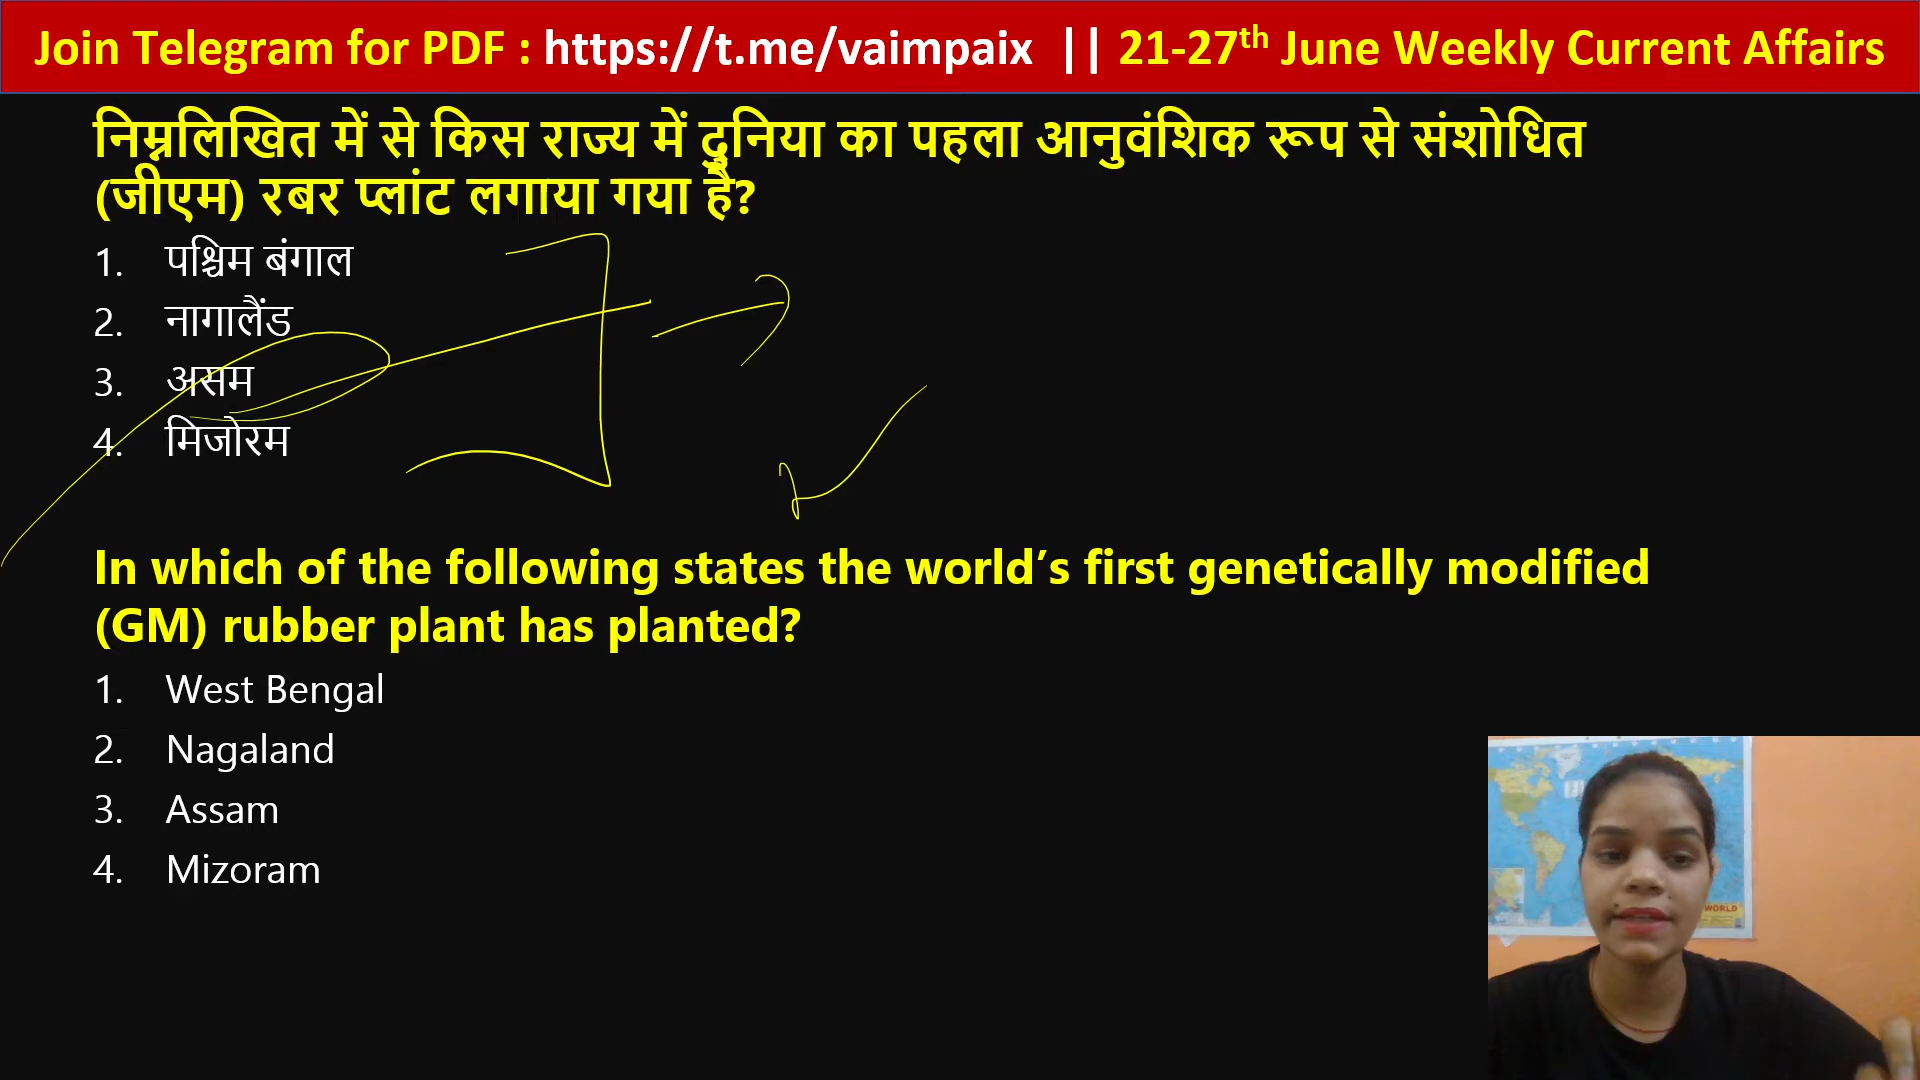 Join Telegram for PDF : https://t.me/vaimpaix || 21-27th June Weekly Current Affairs
निम्नलिखित में से किस राज्य में दुनिया का पहला आनुवंशिक रूप से संशोधित
(जीएम) रबर प्लांट लगाया गया है?
1. पश्चिम बंगाल
2. नागालैंड
3. असम
4. मिजोरम
In which of the following states the world’s first genetically modified
(GM) rubber plant has planted?
1. West Bengal
2. Nagaland
3. Assam
4. Mizoram
WORLD